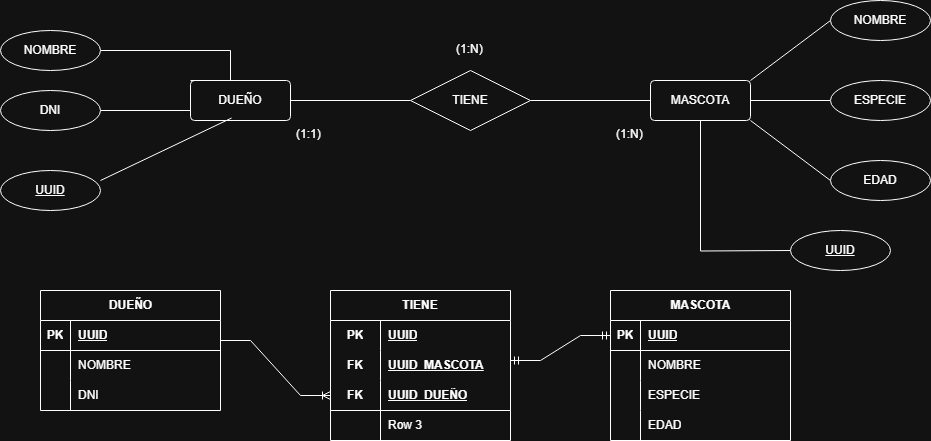 NOMBRE
(1:N)
NOMBRE
DUEÑO
TIENE
MASCOTA
ESPECIE
DNI
(1:1)
(1:N)
UUID
EDAD
UUID
DUEÑO
TIENE
MASCOTA
PK UUID
PK UUID
PK UUID
NOMBRE
FK UUID_MASCOTA
NOMBRE
DNI
FK UUID_DUEÑO
ESPECIE
Row 3
EDAD